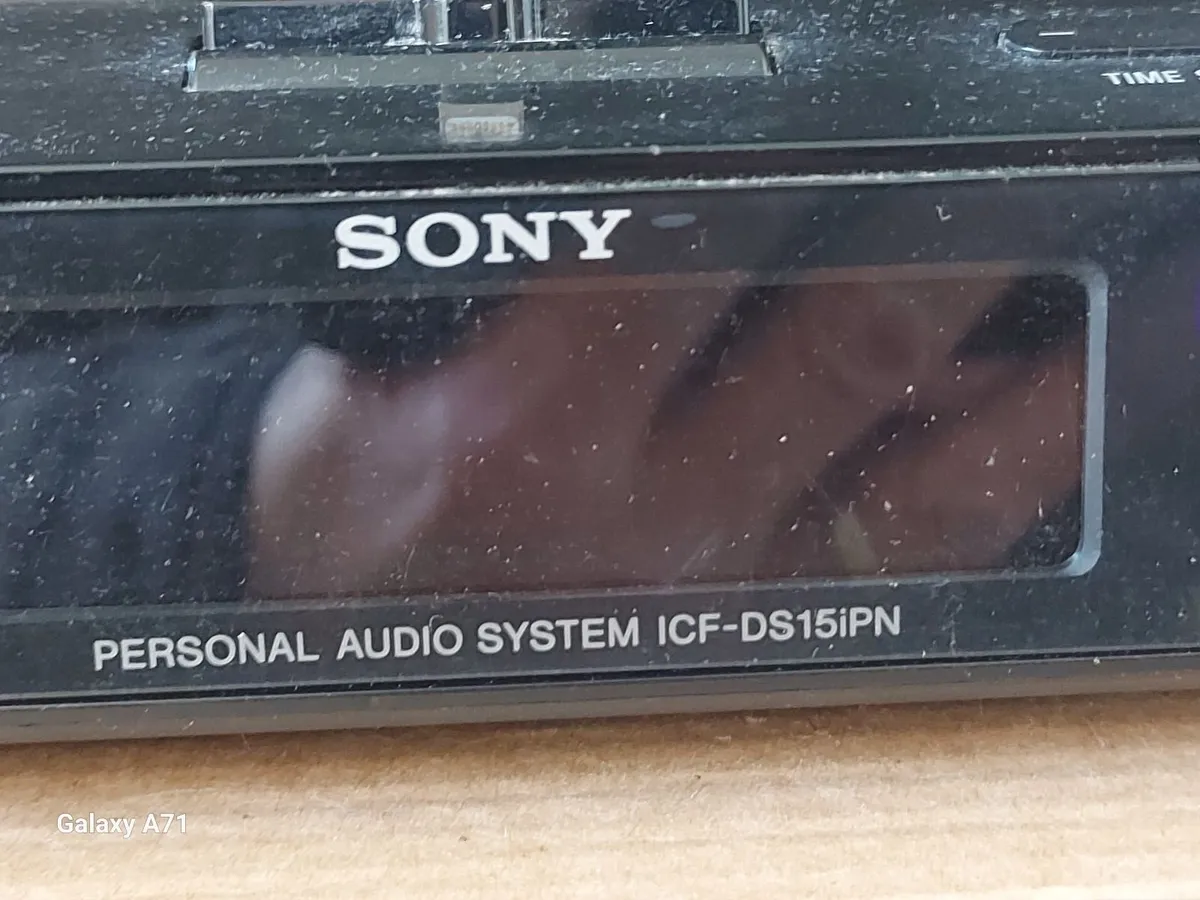 TIME
SONY
PERSONAL AUDIO SYSTEM ICF-DS15iPN
Galaxy A71